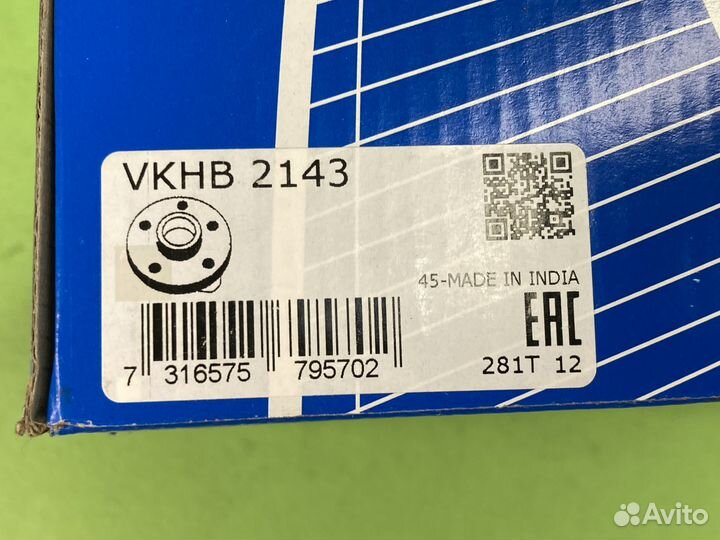 VKHB 2143
45-MADE IN INDIA
EAC
7 316575 795702
281T 12
Avito